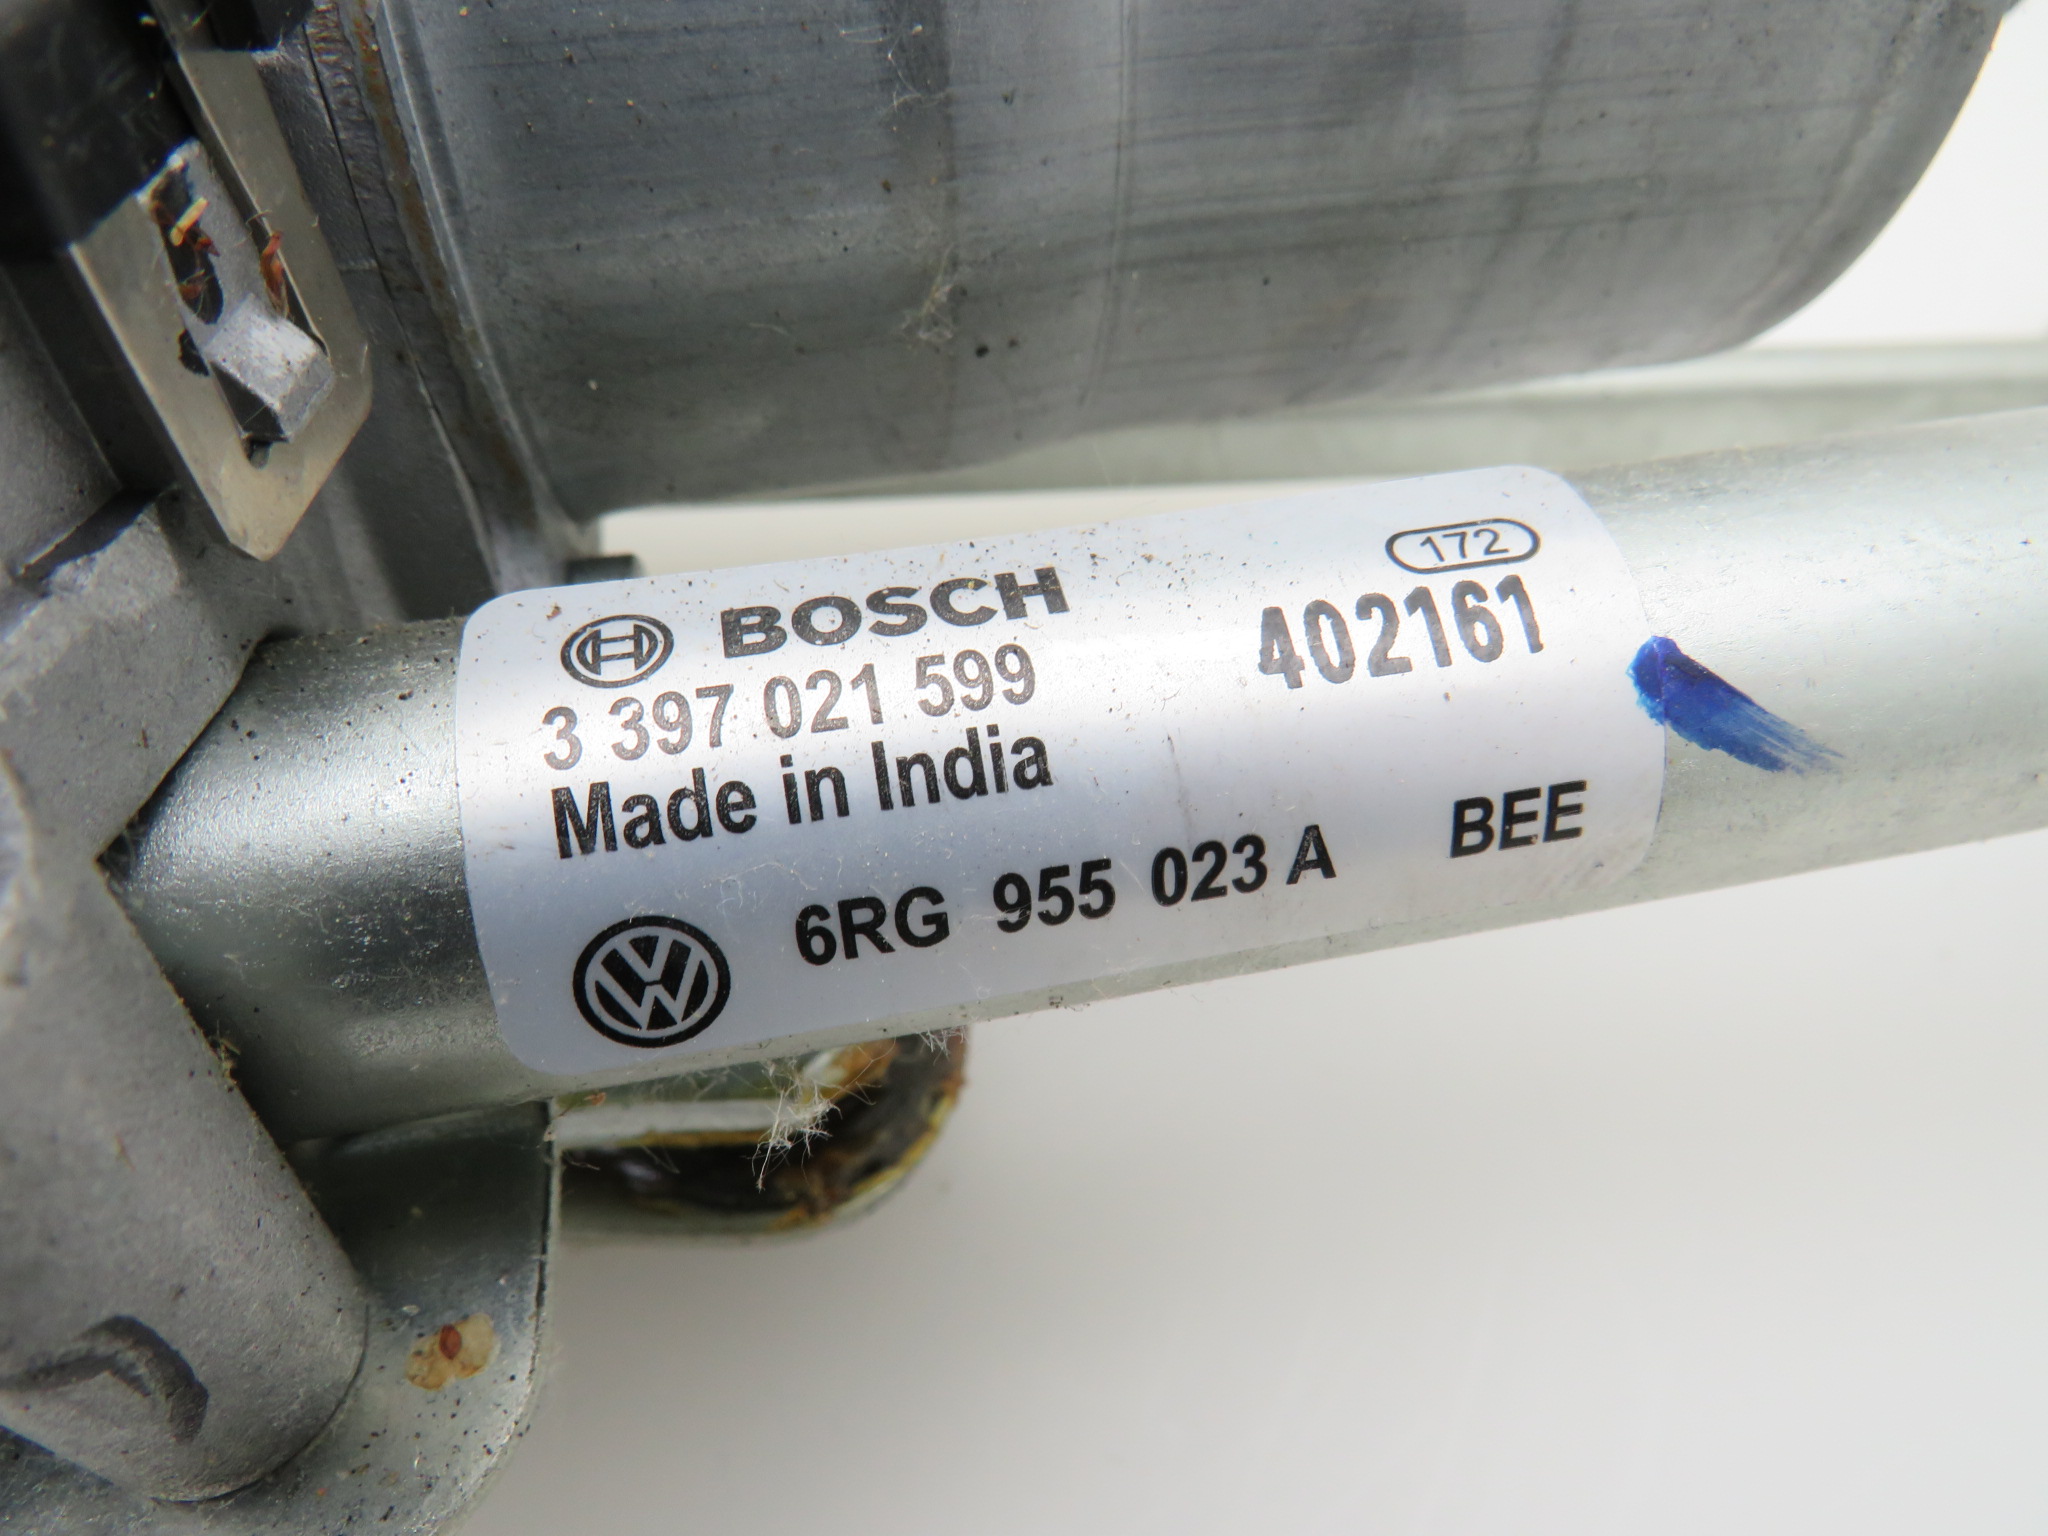 BOSCH
172
3 397 021 599
402161
Made in India
6RG 955 023 A
BEE